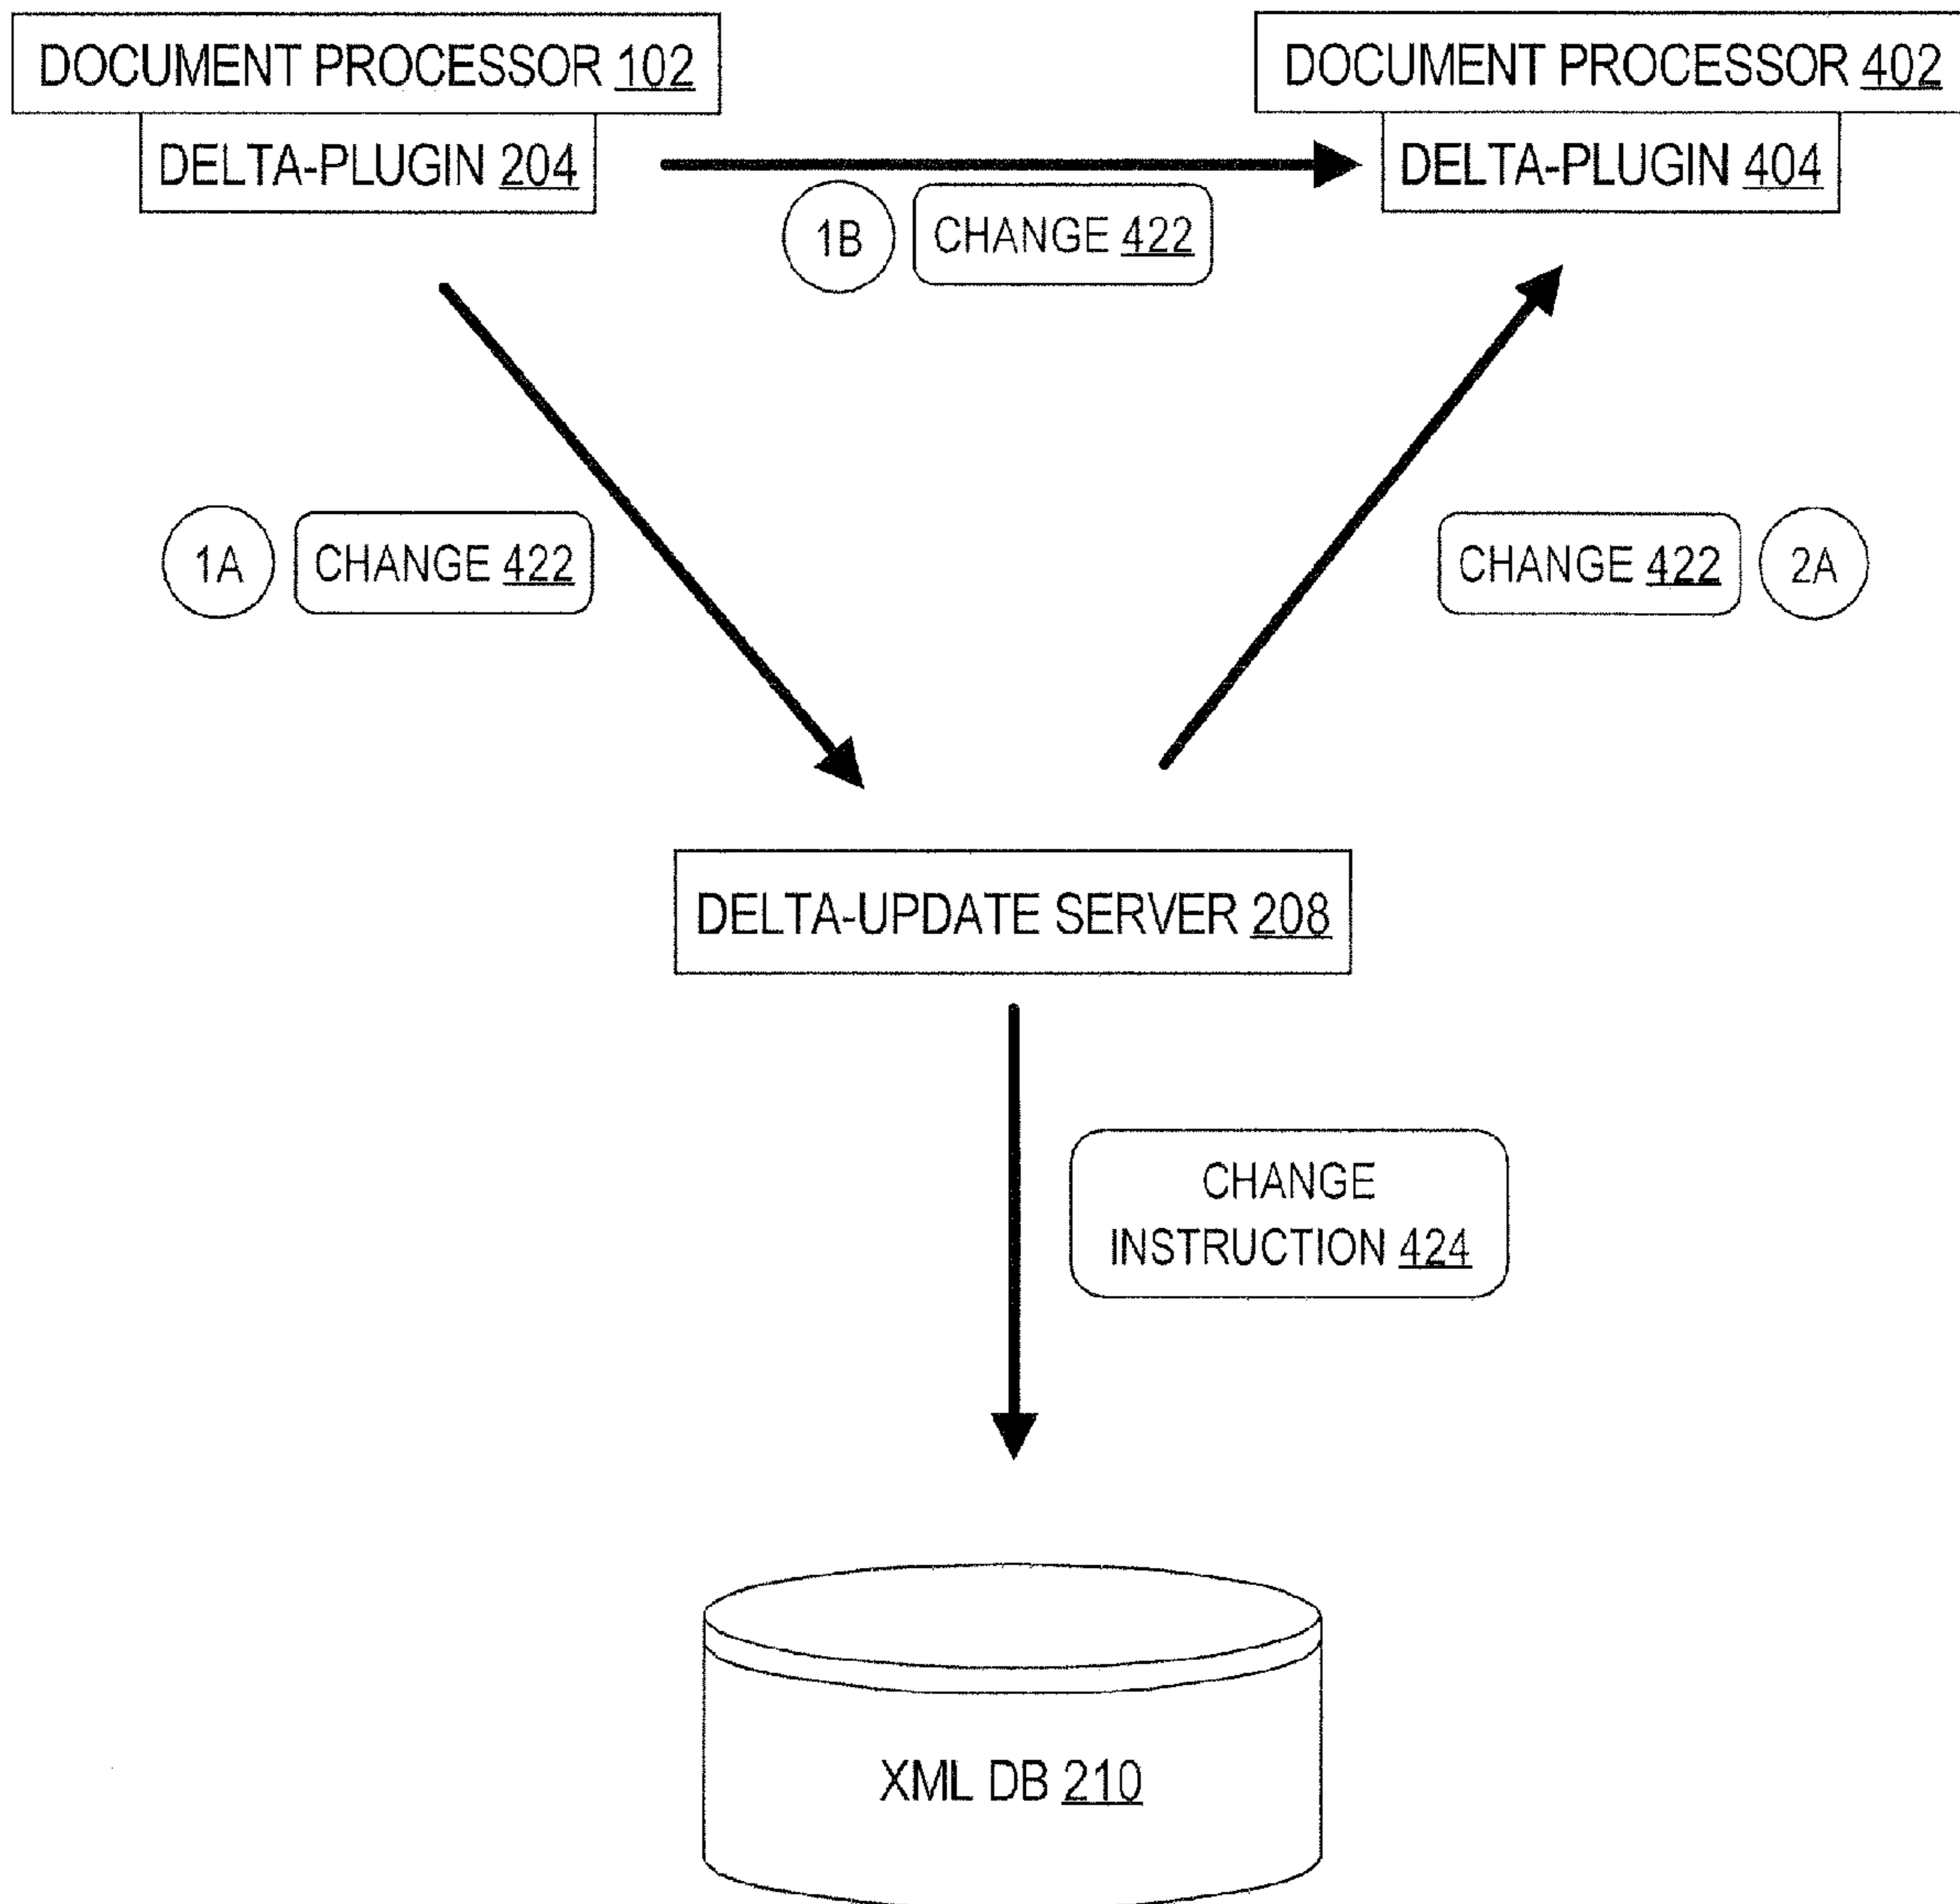 DOCUMENT PROCESSOR 102
DOCUMENT PROCESSOR 402
DELTA-PLUGIN 204
DELTA-PLUGIN 404
1B
CHANGE 422
1A
CHANGE 422
CHANGE 422
2A
DELTA-UPDATE SERVER 208
CHANGE
INSTRUCTION 424
XML DB 210